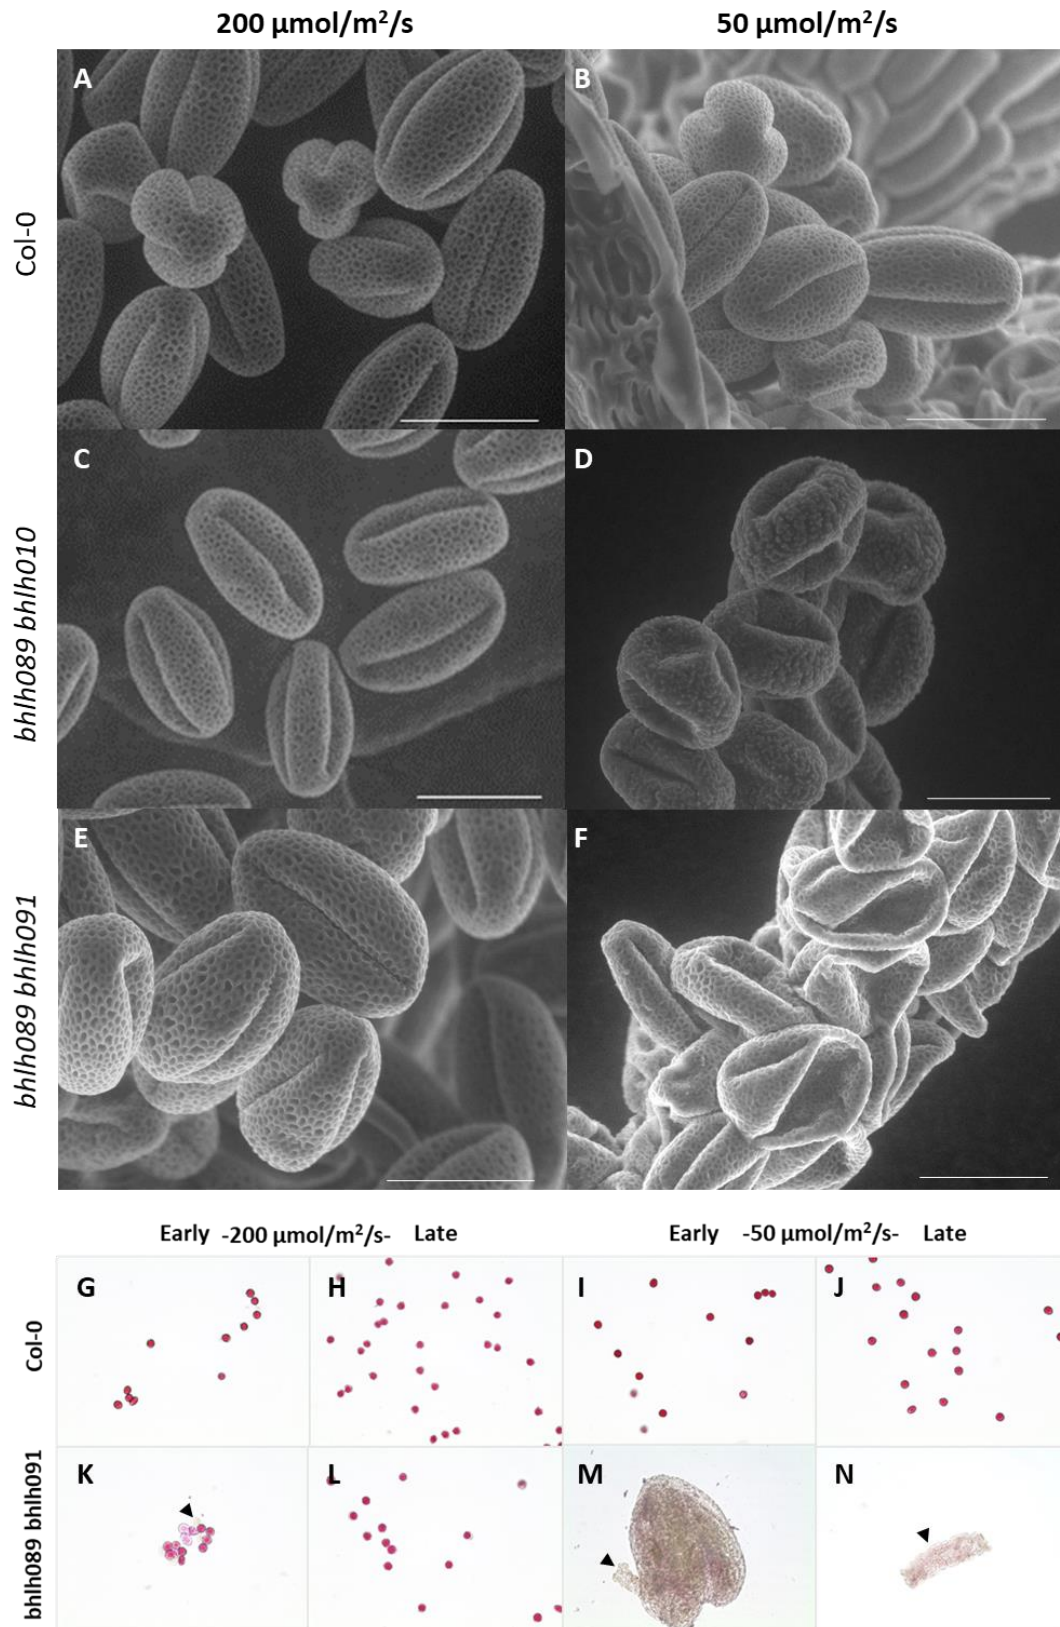 200 µmol/m²/s 50 µmol/m²/s
Col-0
A B
bhlh089 bhlh010
C D
bhlh089 bhlh091
E F
Early -200 µmol/m²/s- Late Early -50 µmol/m²/s- Late
Col-0
G H I J
bhlh089 bhlh091
K L M N